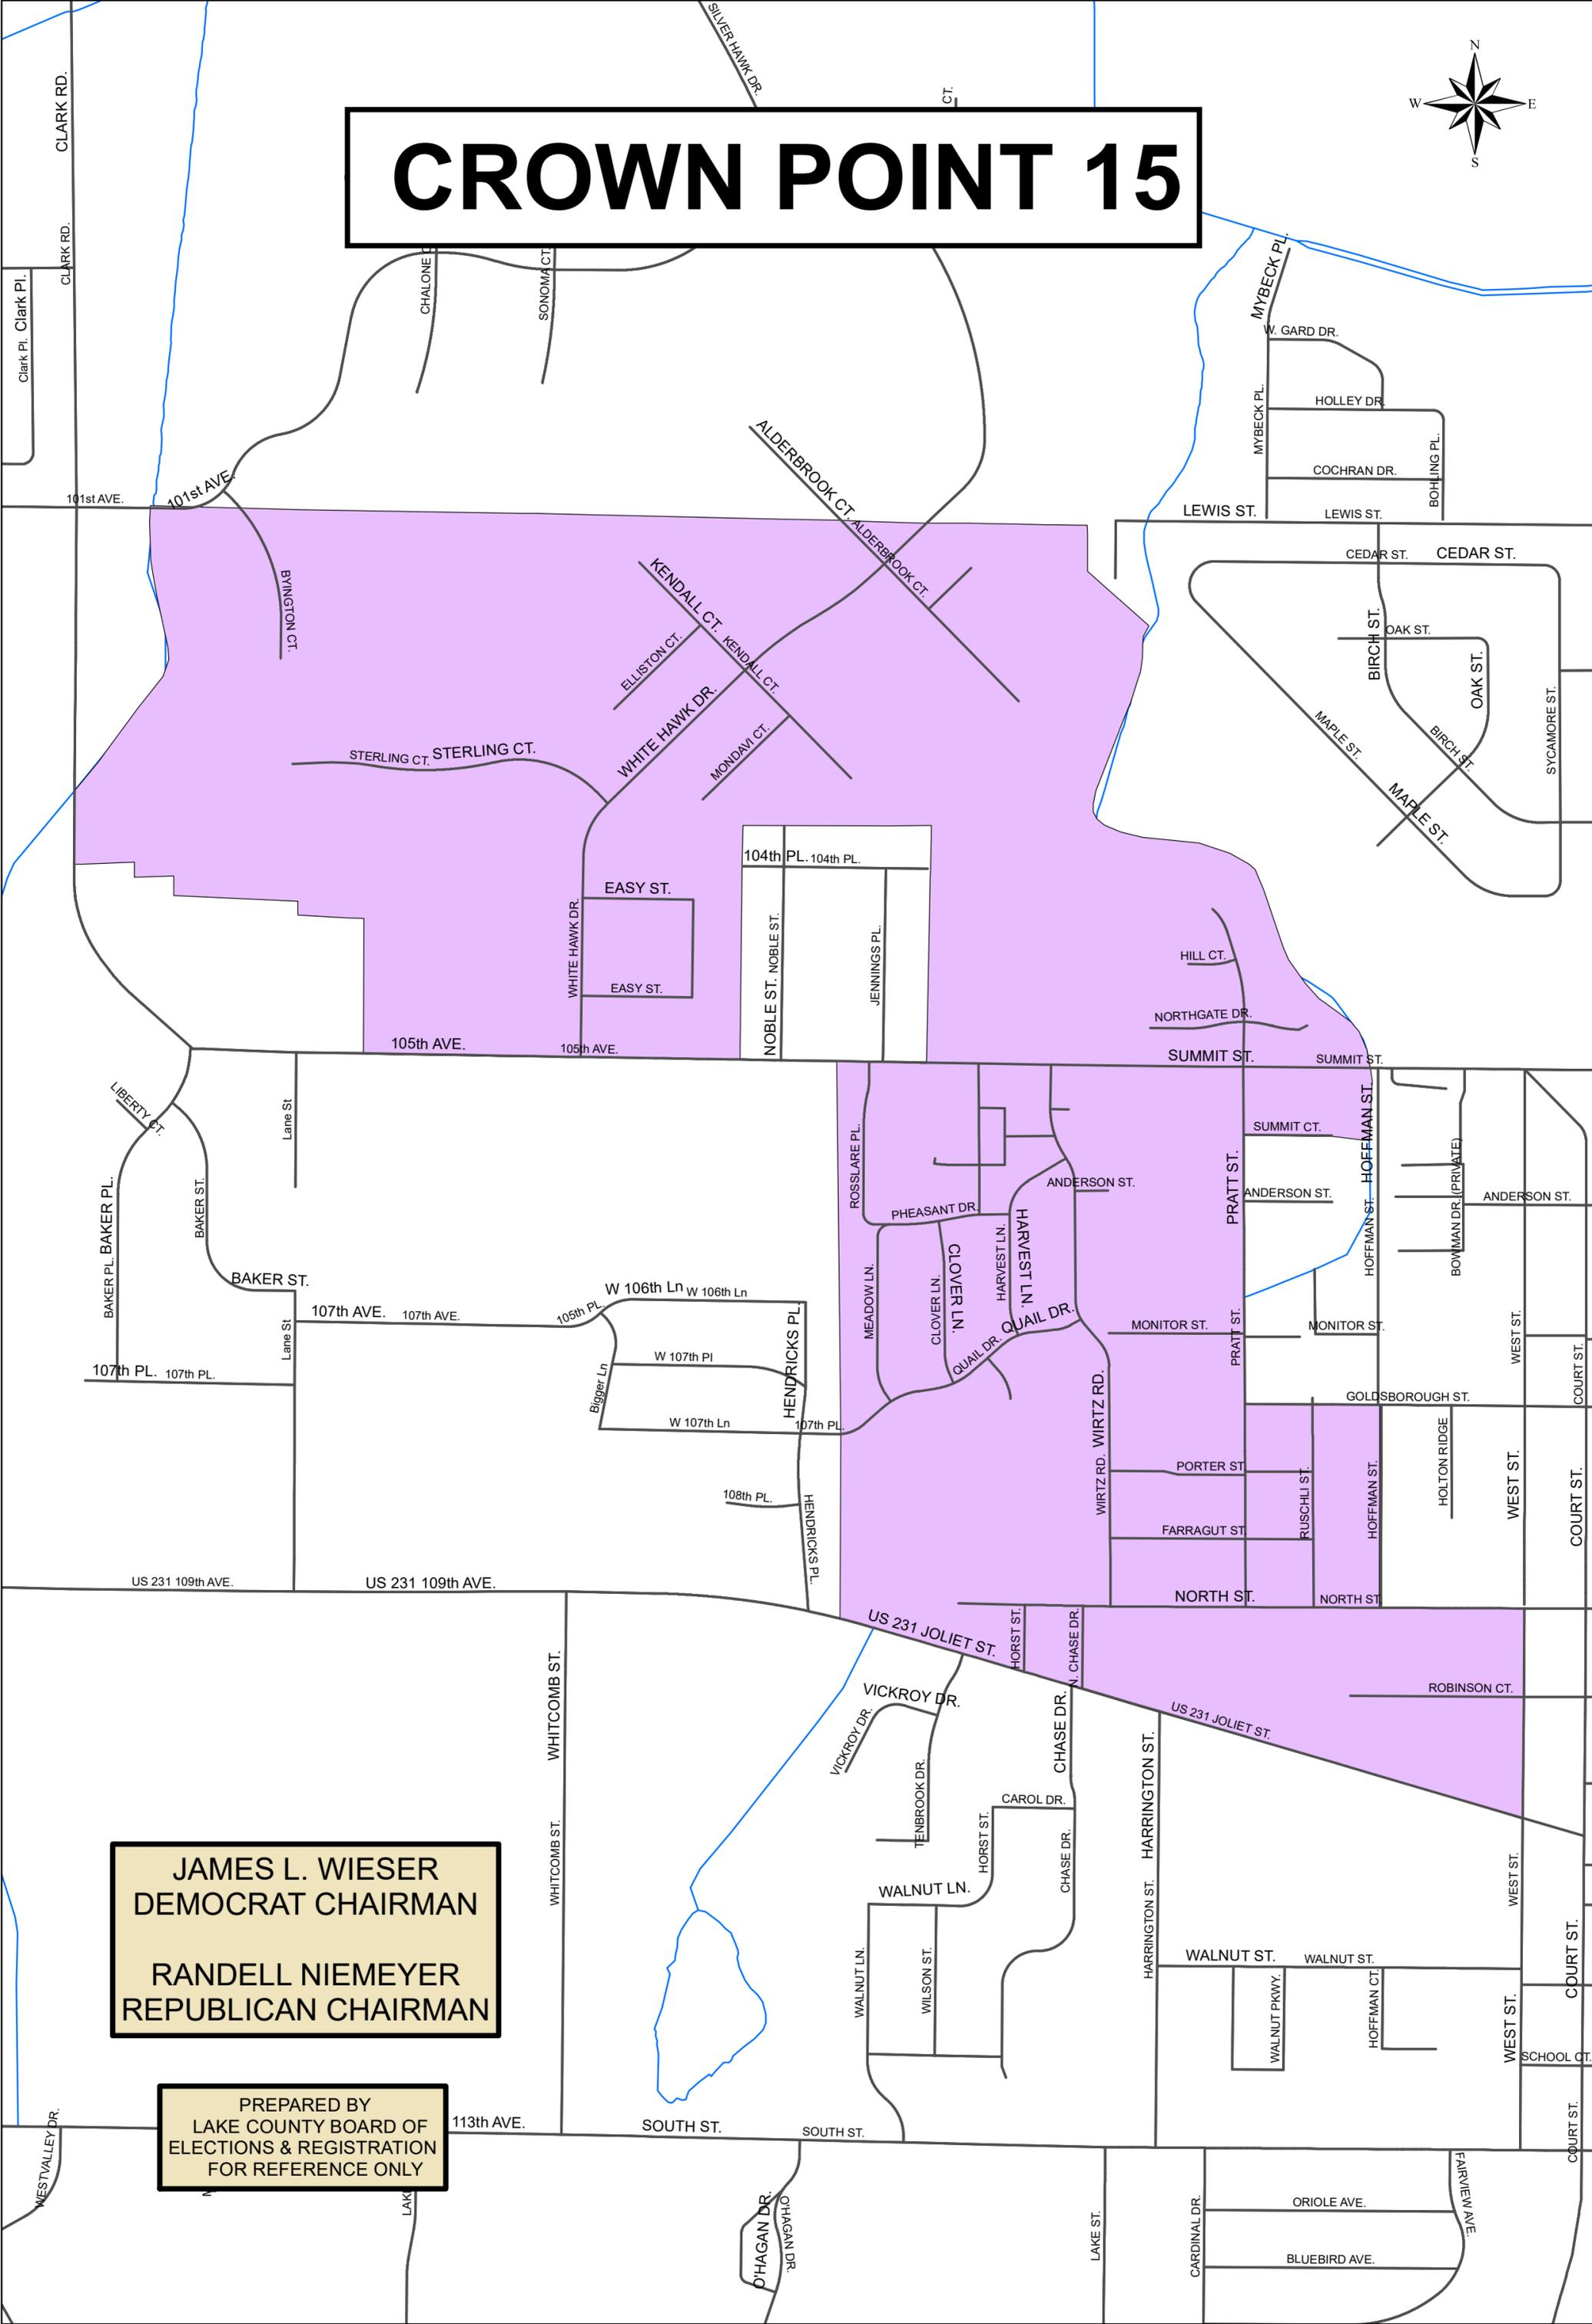 SILVER HAWK DR.
CT.
N
W
E
S
CLARK RD.
CROWN POINT 15
CLARK RD.
Clark Pl.
Clark Pl.
CHALONE
SONOMA CT.
MYBECK PL.
W. GARD DR.
HOLLEY DR.
MYBECK PL.
COCHRAN DR.
BOHLING PL.
101st AVE.
101st AVE.
ALDERBROOK CT.
ALDERBROOK CT.
LEWIS ST.
LEWIS ST.
CEDAR ST.
CEDAR ST.
BYINGTON CT.
KENDALL CT.
KENDALL CT.
ELLISTON CT.
BIRCH ST.
OAK ST.
OAK ST.
SYCAMORE ST.
MAPLE ST.
BIRCH ST.
MAPLE ST.
STERLING CT.
STERLING CT.
WHITE HAWK DR.
MONDAVI CT.
104th PL.
104th PL.
EASY ST.
WHITE HAWK DR.
EASY ST.
NOBLE ST.
NOBLE ST.
JENNINGS PL.
HILL CT.
NORTHGATE DR.
105th AVE.
105th AVE.
SUMMIT ST.
SUMMIT ST.
LIBERTY CT.
Lane St
ROSSLARE PL.
SUMMIT CT.
HOFFMAN ST.
BAKER PL.
BAKER PL.
BAKER ST.
BAKER ST.
ANDERSON ST.
PRATT ST.
ANDERSON ST.
HOFFMAN ST.
BOWMAN DR. (PRIVATE)
ANDERSON ST.
PHEASANT DR.
MEADOW LN.
CLOVER LN.
CLOVER LN.
HARVEST LN.
HARVEST LN.
QUAIL DR.
QUAIL DR.
107th AVE.
107th AVE.
105th PL.
W 106th Ln
W 106th Ln
HENDRICKS PL.
W 107th Pl
Bigger Ln
W 107th Ln
107th PL.
Lane St
107th PL.
107th PL.
MONITOR ST.
MONITOR ST.
PRATT ST.
WEST ST.
COURT ST.
GOLDSBOROUGH ST.
WIRTZ RD.
WIRTZ RD.
PORTER ST.
RUSCHLI ST.
HOFFMAN ST.
HOLTON RIDGE
WEST ST.
COURT ST.
FARRAGUT ST.
108th PL.
HENDRICKS PL.
US 231 109th AVE.
US 231 109th AVE.
NORTH ST.
NORTH ST.
US 231 JOLIET ST.
HORST ST.
N. CHASE DR.
ROBINSON CT.
US 231 JOLIET ST.
WHITCOMB ST.
WHITCOMB ST.
VICKROY DR.
VICKROY DR.
TENBROOK DR.
CHASE DR.
CAROL DR.
HORST ST.
CHASE DR.
HARRINGTON ST.
HARRINGTON ST.
WALNUT LN.
WALNUT LN.
WILSON ST.
WALNUT ST.
WALNUT ST.
WALNUT PKWY.
HOFFMAN CT.
WEST ST.
WEST ST.
COURT ST.
SCHOOL CT.
COURT ST.
JAMES L. WIESER
DEMOCRAT CHAIRMAN
RANDELL NIEMEYER
REPUBLICAN CHAIRMAN
PREPARED BY
LAKE COUNTY BOARD OF
ELECTIONS & REGISTRATION
FOR REFERENCE ONLY
113th AVE.
SOUTH ST.
SOUTH ST.
WESTVALLEY DR.
LAKE
O'HAGAN DR.
O'HAGAN DR.
LAKE ST.
CARDINAL DR.
ORIOLE AVE.
BLUEBIRD AVE.
FAIRVIEW AVE.